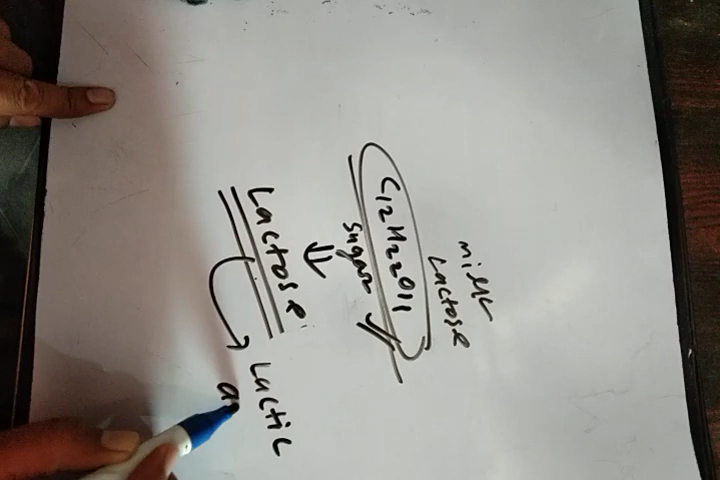 milk
Lactose
C12H22O11
sugar
Lactose
Lactic
a